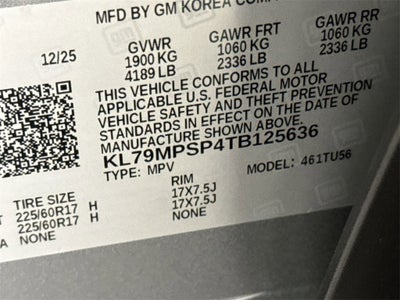 MFD BY GM KOREA COM
12/25 GVWR GAWR FRT GAWR RR
1900 KG 1060 KG 1060 KG
4189 LB 2336 LB 2336 LB
THIS VEHICLE CONFORMS TO ALL
APPLICABLE U.S. FEDERAL MOTOR
VEHICLE SAFETY AND THEFT PREVENTION
STANDARDS IN EFFECT ON THE DATE OF
MANUFACTURE SHOWN ABOVE.
KL79MPSP4TB125636
TYPE: MPV MODEL: 461TU56
TIRE SIZE RIM
225/60R17 H 17X7.5J
225/60R17 H 17X7.5J
A NONE NONE